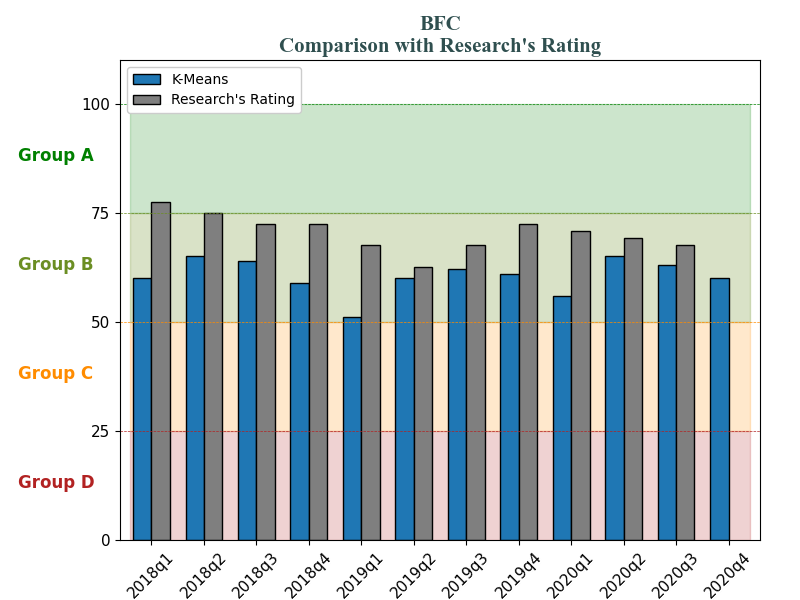 BFC
Comparison with Research's Rating
K-Means
Research's Rating
100
Group A
75
Group B
50
Group C
25
Group D
0
2018q1
2018q2
2018q3
2018q4
2019q1
2019q2
2019q3
2019q4
2020q1
2020q2
2020q3
2020q4